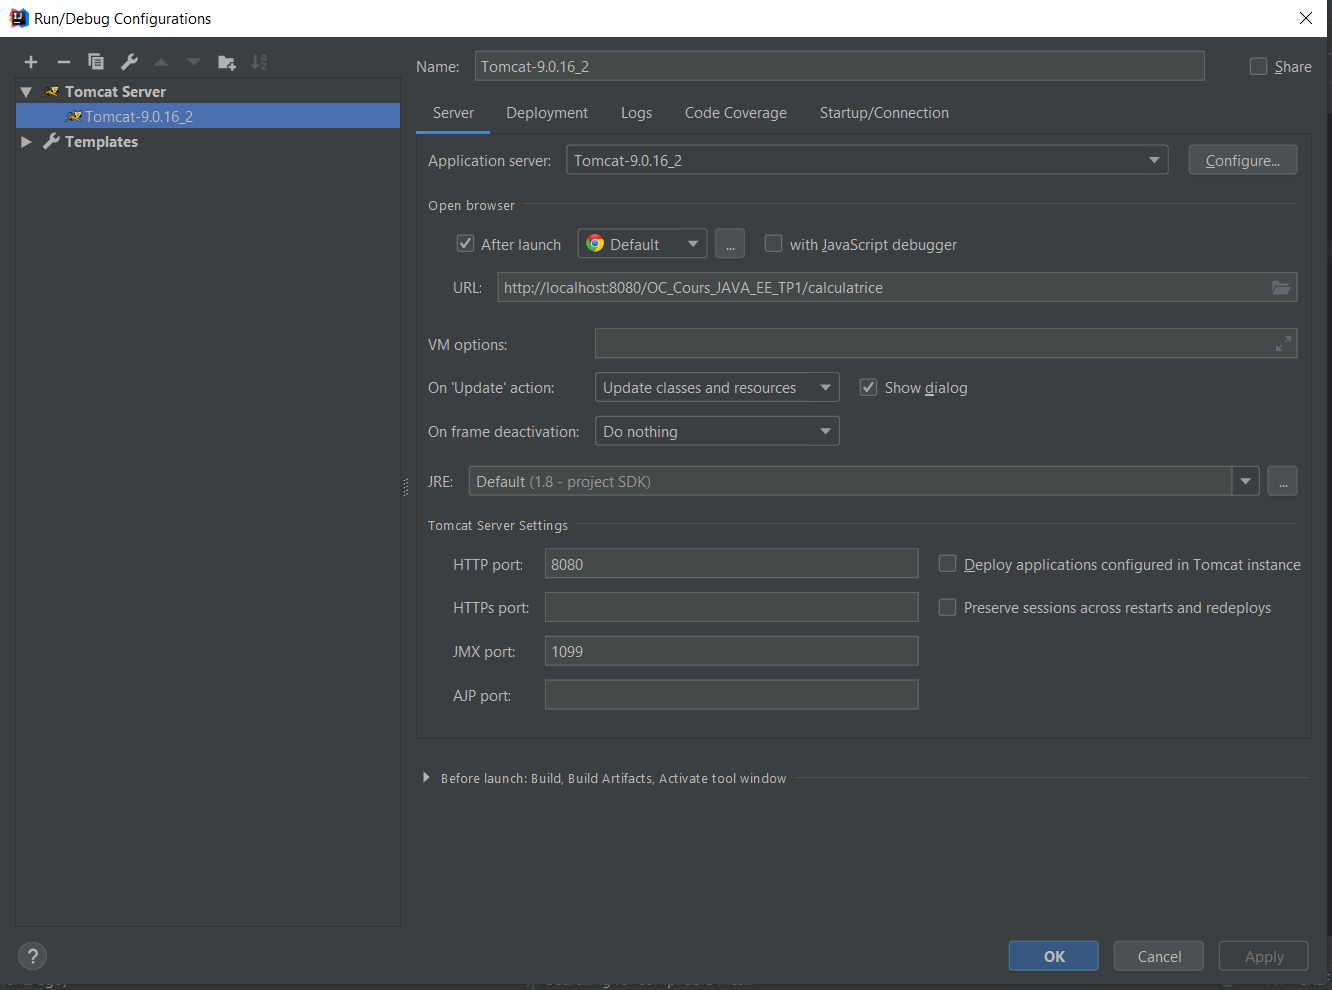 Run/Debug Configurations
Name: Tomcat-9.0.16_2 Share
Tomcat Server
Tomcat-9.0.16_2
Templates
Server Deployment Logs Code Coverage Startup/Connection
Application server: Tomcat-9.0.16_2 Configure...
Open browser
After launch Default ... with JavaScript debugger
URL: http://localhost:8080/OC_Cours_JAVA_EE_TP1/calculatrice
VM options:
On 'Update' action: Update classes and resources Show dialog
On frame deactivation: Do nothing
JRE: Default (1.8 - project SDK) ...
Tomcat Server Settings
HTTP port: 8080 Deploy applications configured in Tomcat instance
HTTPs port: Preserve sessions across restarts and redeploys
JMX port: 1099
AJP port:
Before launch: Build, Build Artifacts, Activate tool window
? OK Cancel Apply